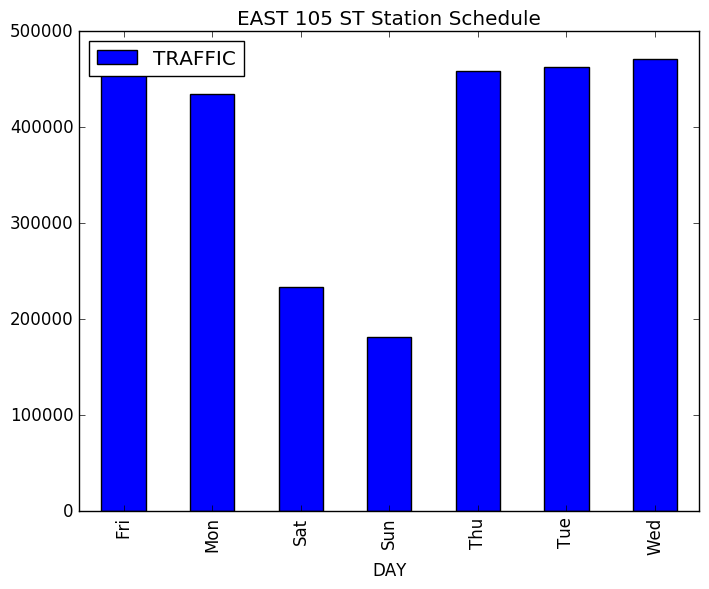 EAST 105 ST Station Schedule
500000
TRAFFIC
400000
300000
200000
100000
0
Fri
Mon
Sat
Sun
Thu
Tue
Wed
DAY